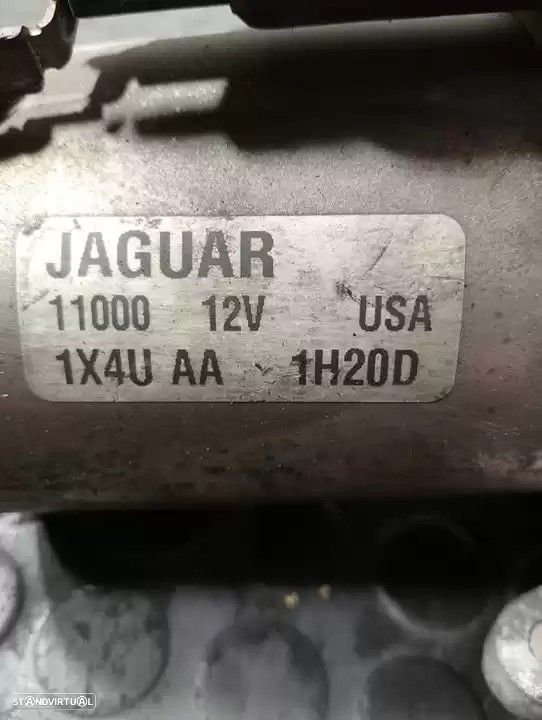 JAGUAR
11000 12V USA
1X4U AA 1H20D
STANDVIRTUAL